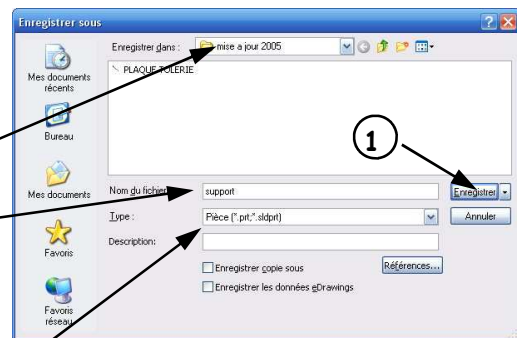 Enregistrer sous
Enregistrer dans :
mise a jour 2005
Mes documents
récents
Bureau
Mes documents
Favoris
Favoris
réseau
PLAQUE TOLERIE
1
Nom du fichier
support
Enregistrer
Type :
Pièce (*.prt;*.sldprt)
Annuler
Description:
Enregistrer copie sous
Références...
Enregistrer les données eDrawings